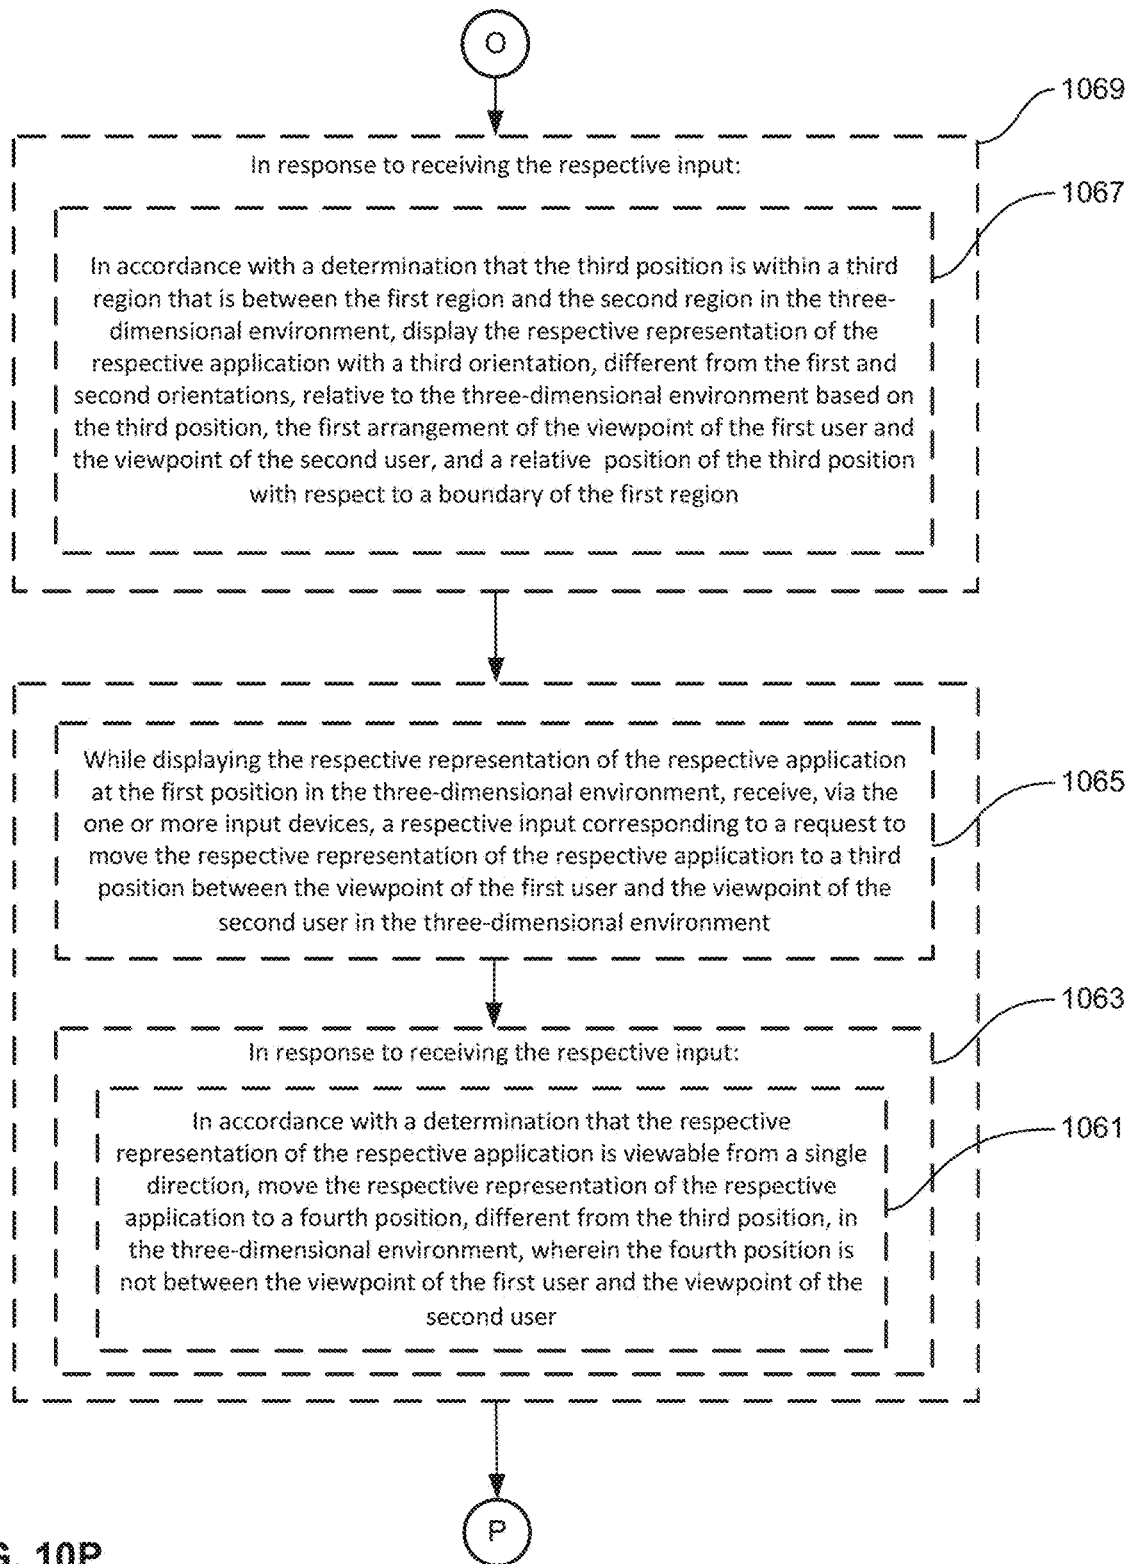 O
1069
In response to receiving the respective input:
1067
In accordance with a determination that the third position is within a third
region that is between the first region and the second region in the three-
dimensional environment, display the respective representation of the
respective application with a third orientation, different from the first and
second orientations, relative to the three-dimensional environment based on
the third position, the first arrangement of the viewpoint of the first user and
the viewpoint of the second user, and a relative position of the third position
with respect to a boundary of the first region
While displaying the respective representation of the respective application
at the first position in the three-dimensional environment, receive, via the
one or more input devices, a respective input corresponding to a request to
move the respective representation of the respective application to a third
position between the viewpoint of the first user and the viewpoint of the
second user in the three-dimensional environment
1065
1063
In response to receiving the respective input:
1061
In accordance with a determination that the respective
representation of the respective application is viewable from a single
direction, move the respective representation of the respective
application to a fourth position, different from the third position, in
the three-dimensional environment, wherein the fourth position is
not between the viewpoint of the first user and the viewpoint of the
second user
P
10P